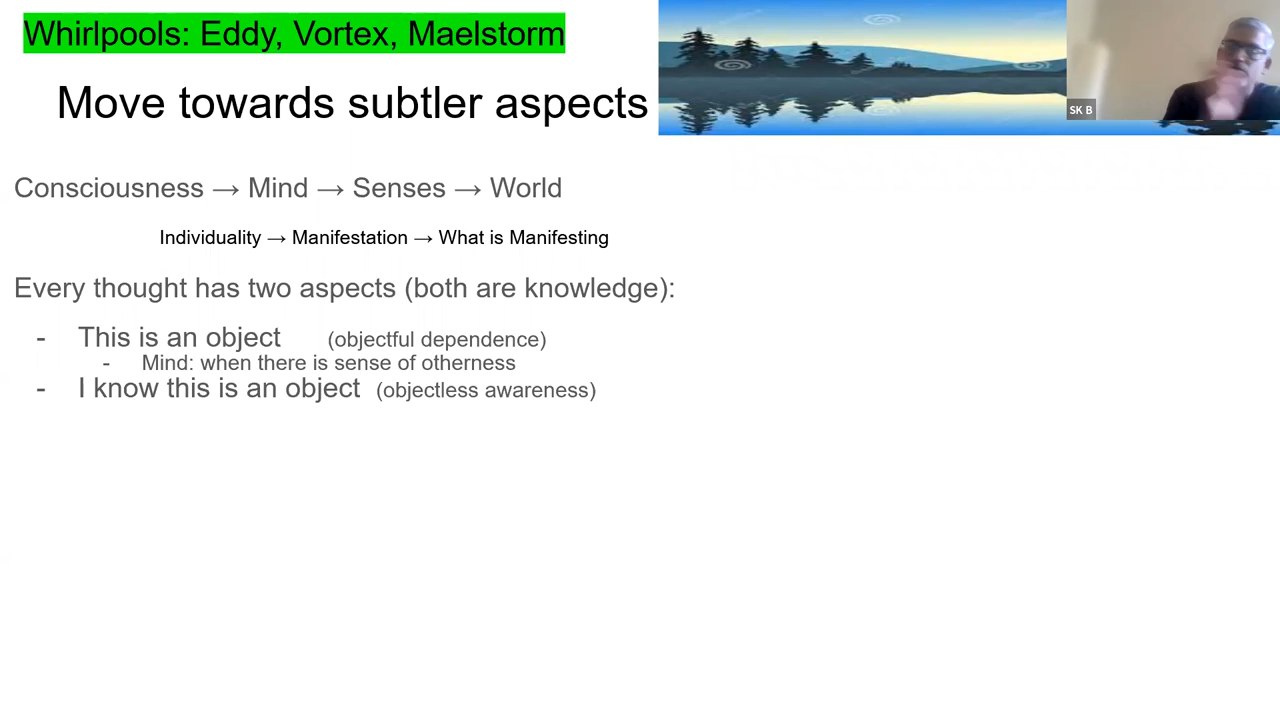 Whirlpools: Eddy, Vortex, Maelstorm
Move towards subtler aspects
SK B
Consciousness → Mind → Senses → World
Individuality → Manifestation → What is Manifesting
Every thought has two aspects (both are knowledge):
- This is an object (objectful dependence)
- Mind: when there is sense of otherness
- I know this is an object (objectless awareness)